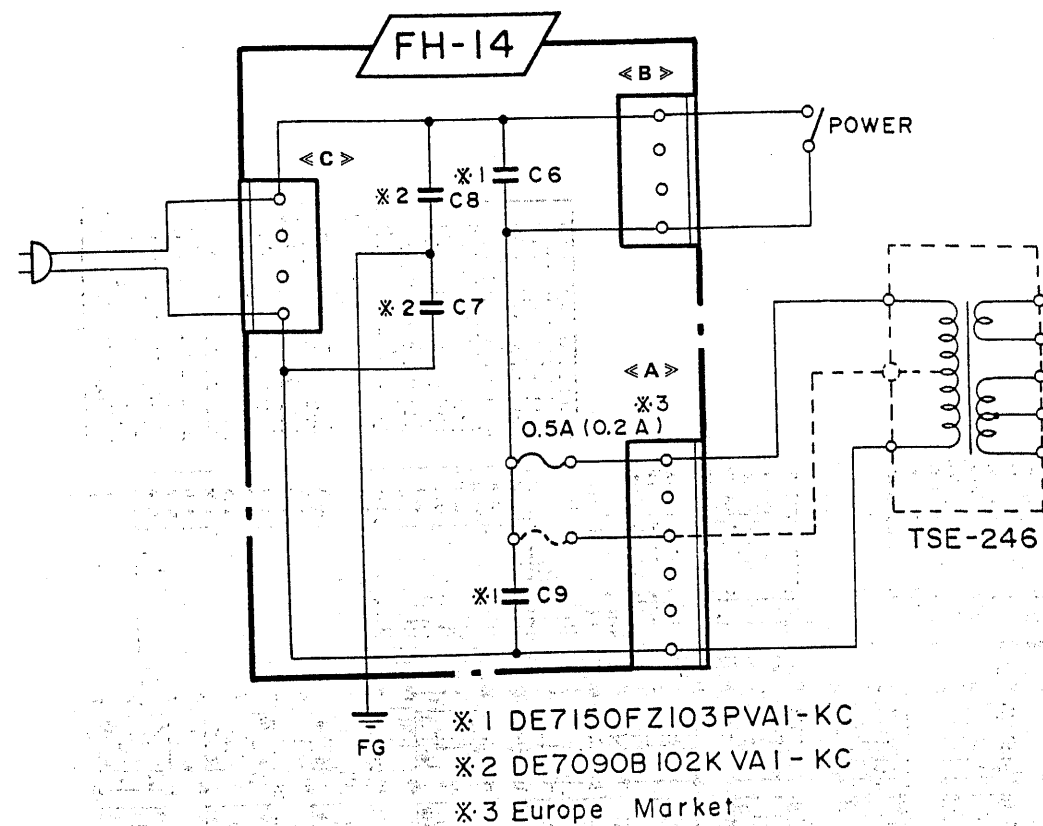 FH-14
≪B≫
POWER
≪C≫
※1 C6
※2 C8
※2 C7
≪A≫
※3
0.5A (0.2A)
TSE-246
※1 C9
FG
※1 DE7150FZ103PVA1-KC
※2 DE7090B102KVA1-KC
※3 Europe Market